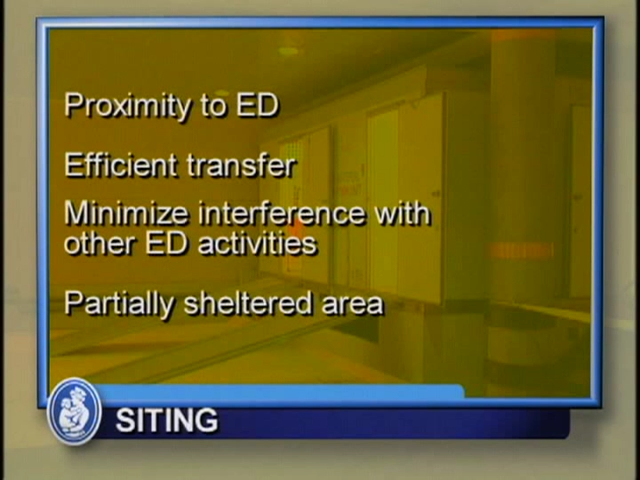 Proximity to ED
Efficient transfer
Minimize interference with
other ED activities
Partially sheltered area
SITING